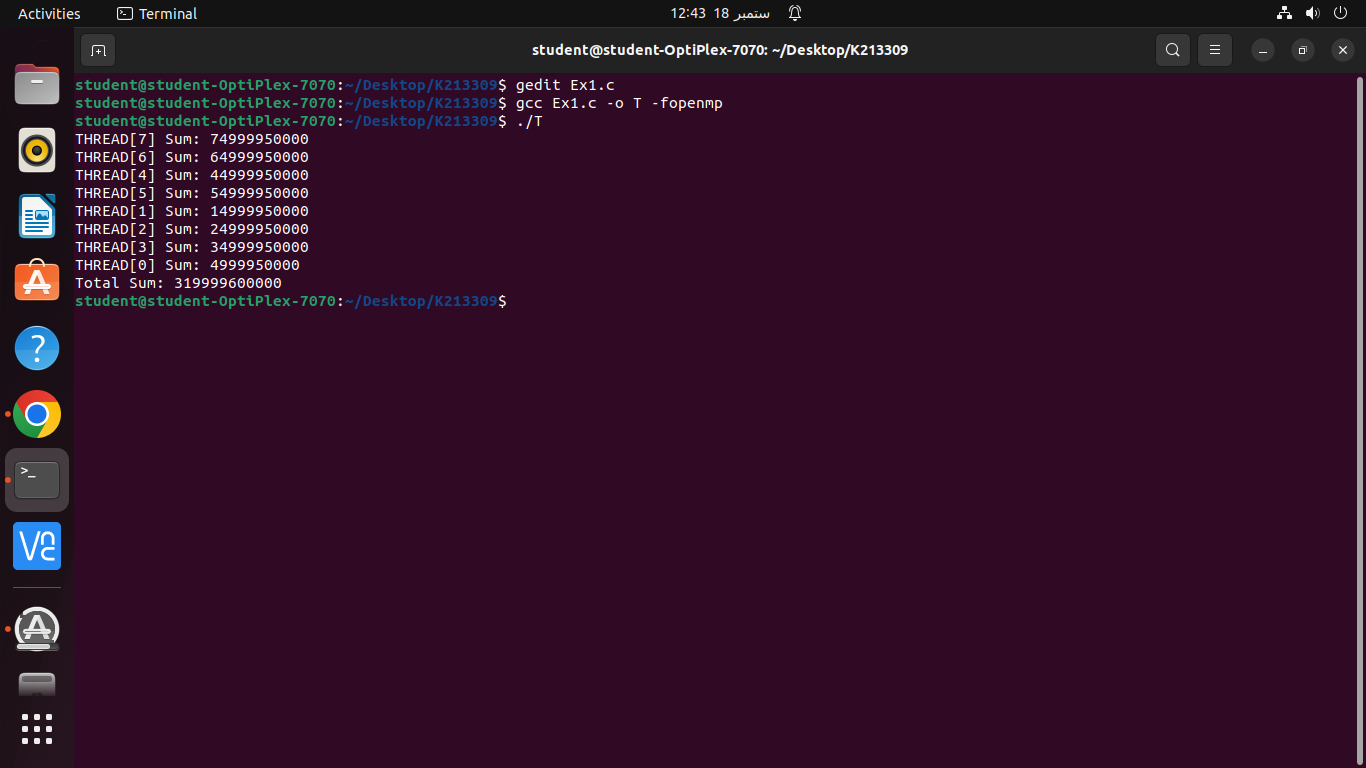 Activities
Terminal
12:43 18 ستمبر
student@student-OptiPlex-7070: ~/Desktop/K213309
student@student-OptiPlex-7070:~/Desktop/K213309$ gedit Ex1.c
student@student-OptiPlex-7070:~/Desktop/K213309$ gcc Ex1.c -o T -fopenmp
student@student-OptiPlex-7070:~/Desktop/K213309$ ./T
THREAD[7] Sum: 74999950000
THREAD[6] Sum: 64999950000
THREAD[4] Sum: 44999950000
THREAD[5] Sum: 54999950000
THREAD[1] Sum: 14999950000
THREAD[2] Sum: 24999950000
THREAD[3] Sum: 34999950000
THREAD[0] Sum: 4999950000
Total Sum: 319999600000
student@student-OptiPlex-7070:~/Desktop/K213309$